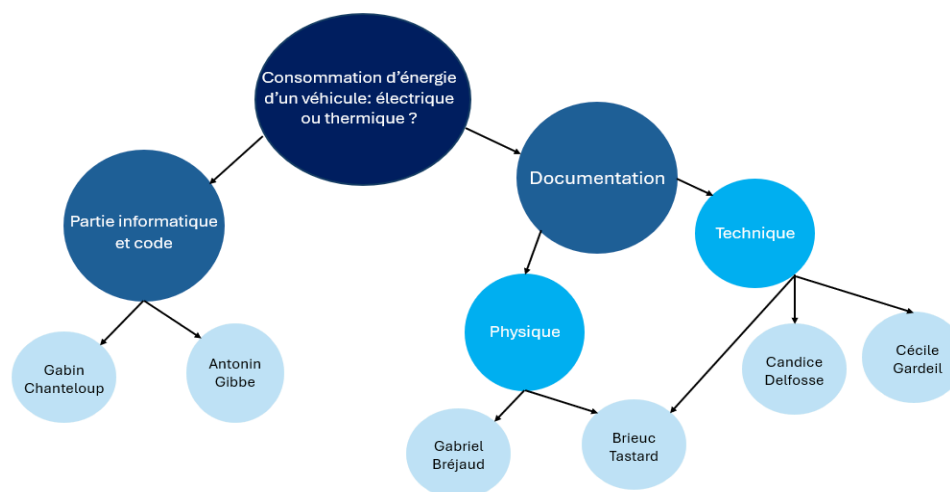 Consommation d'énergie
d'un véhicule: électrique
ou thermique ?
Documentation
Partie informatique
et code
Technique
Physique
Gabin
Chanteloup
Antonin
Gibbe
Candice
Delfosse
Cécile
Gardeil
Gabriel
Bréjaud
Brieuc
Tastard